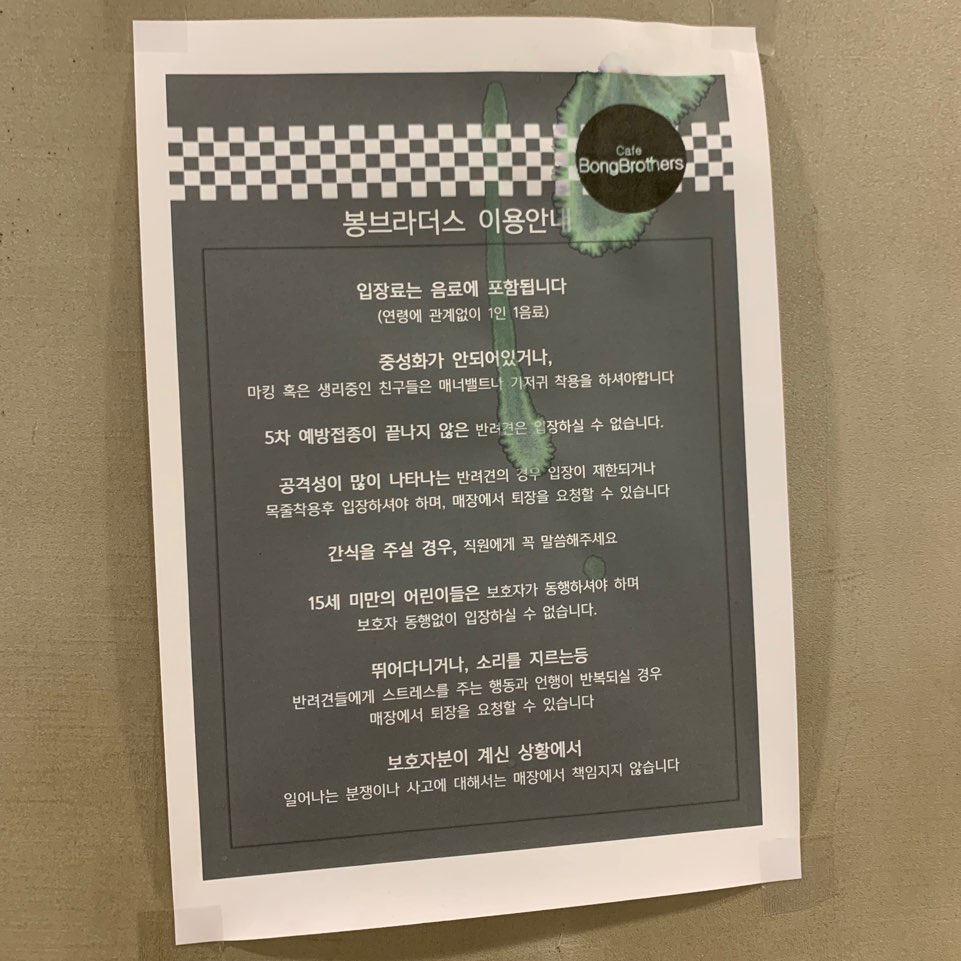 Cafe
BongBrothers
봉브라더스 이용안내
입장료는 음료에 포함됩니다
(연령에 관계없이 1인 1음료)
중성화가 안되어있거나,
마킹 혹은 생리중인 친구들은 매너밸트나 기저귀 착용을 하셔야합니다
5차 예방접종이 끝나지 않은 반려견은 입장하실 수 없습니다.
공격성이 많이 나타나는 반려견의 경우 입장이 제한되거나
목줄착용후 입장하셔야 하며, 매장에서 퇴장을 요청할 수 있습니다
간식을 주실 경우, 직원에게 꼭 말씀해주세요
15세 미만의 어린이들은 보호자가 동행하셔야 하며
보호자 동행없이 입장하실 수 없습니다.
뛰어다니거나, 소리를 지르는등
반려견들에게 스트레스를 주는 행동과 언행이 반복되실 경우
매장에서 퇴장을 요청할 수 있습니다
보호자분이 계신 상황에서
일어나는 분쟁이나 사고에 대해서는 매장에서 책임지지 않습니다